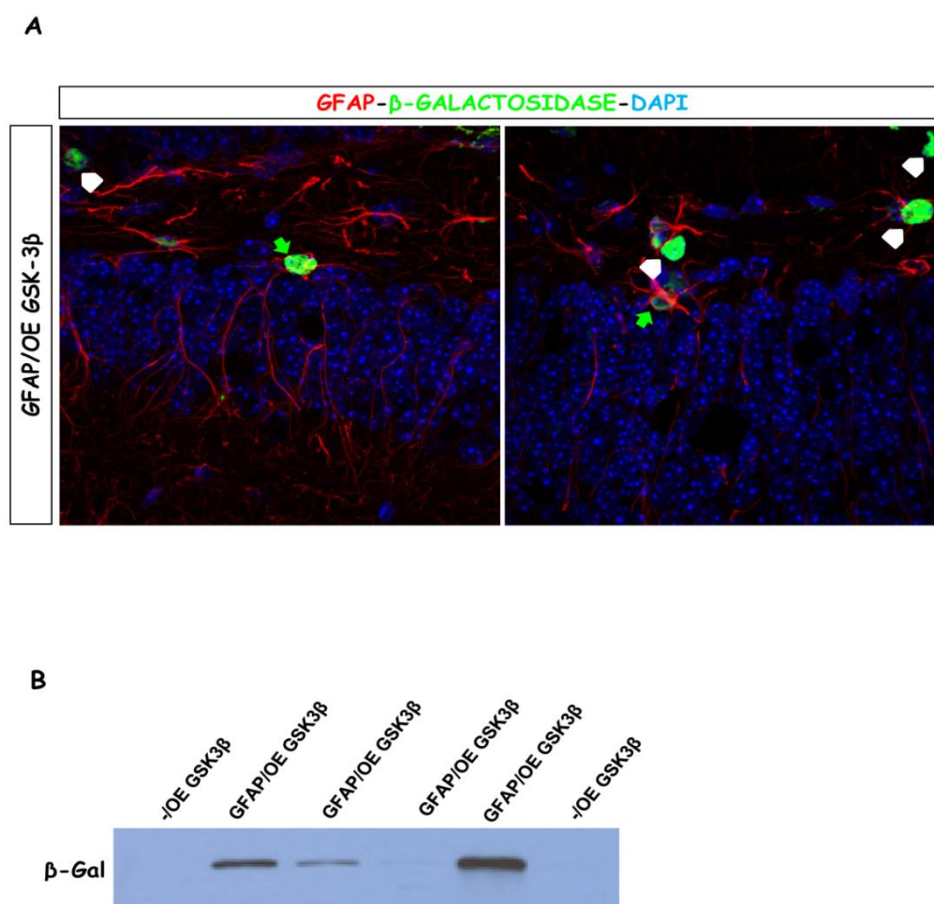 A
GFAP-β-GALACTOSIDASE-DAPI
GFAP/OE GSK-3β
B
-/OE GSK3β
GFAP/OE GSK3β
GFAP/OE GSK3β
GFAP/OE GSK3β
GFAP/OE GSK3β
-/OE GSK3β
β-Gal